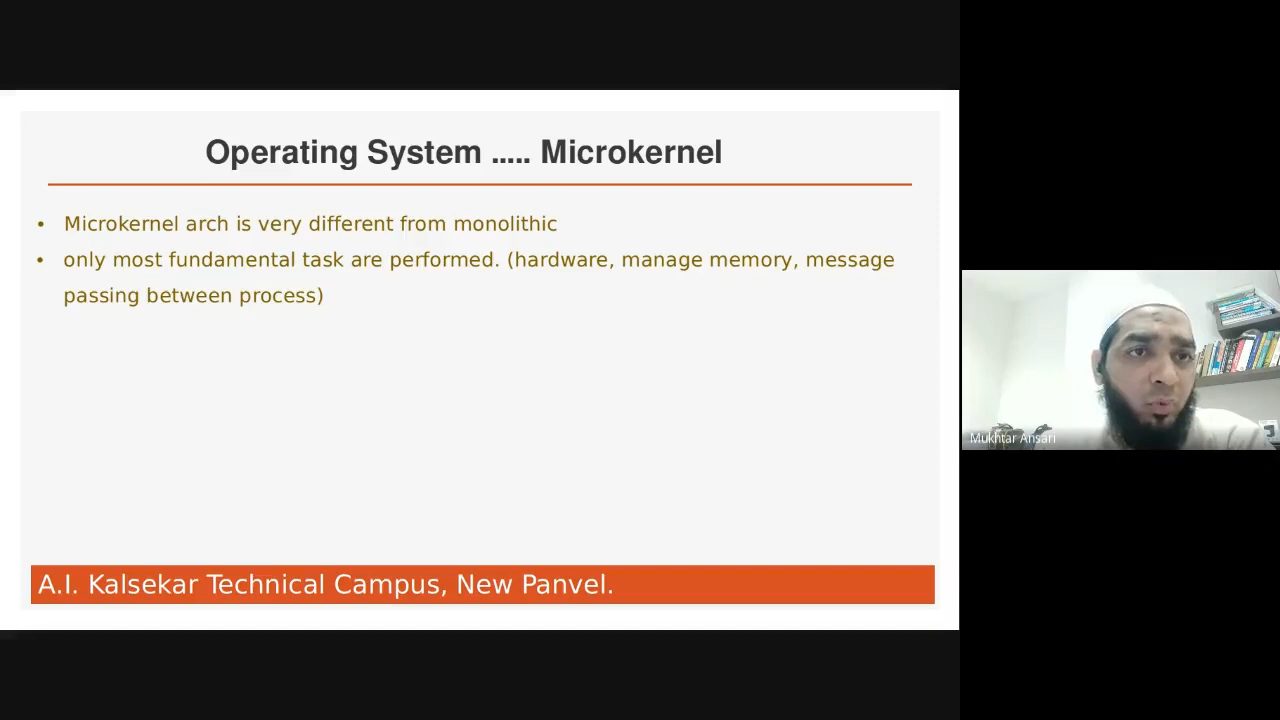 Operating System ..... Microkernel
• Microkernel arch is very different from monolithic
• only most fundamental task are performed. (hardware, manage memory, message
passing between process)
A.I. Kalsekar Technical Campus, New Panvel.
Mukhtar Ansari